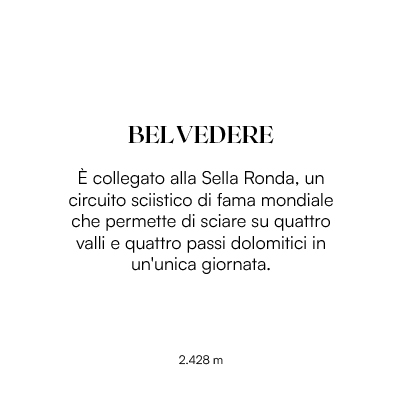 BELVEDERE
È collegato alla Sella Ronda, un
circuito sciistico di fama mondiale
che permette di sciare su quattro
valli e quattro passi dolomitici in
un'unica giornata.
2.428 m